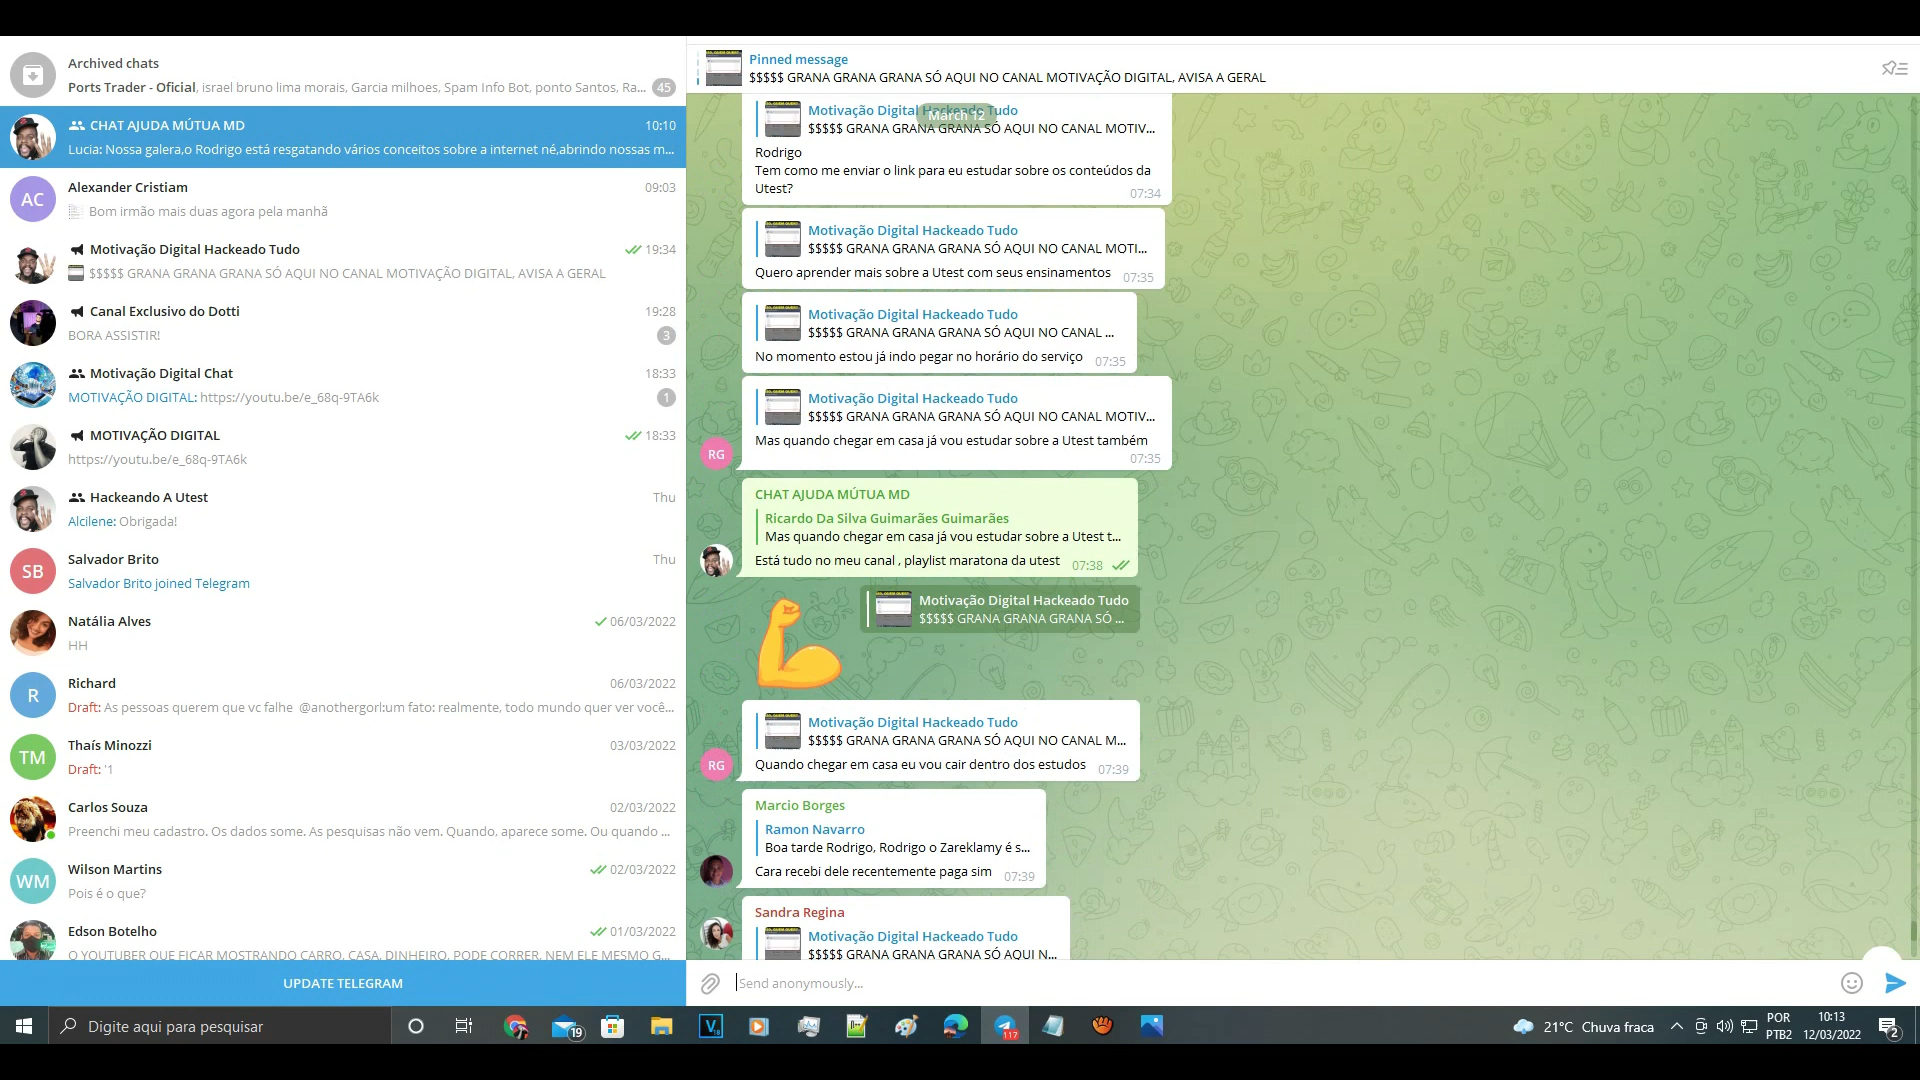 Archived chats
Ports Trader - Oficial, israel bruno lima morais, Garcia milhoes, Spam Info Bot, ponto Santos, Ra... 45
CHAT AJUDA MÚTUA MD 10:10
Lucia: Nossa galera,o Rodrigo está resgatando vários conceitos sobre a internet né,abrindo nossas m...
AC
Alexander Cristiam 09:03
Bom irmão mais duas agora pela manhã
Motivação Digital Hackeado Tudo 19:34
$$$$$ GRANA GRANA GRANA SÓ AQUI NO CANAL MOTIVAÇÃO DIGITAL, AVISA A GERAL
Canal Exclusivo do Dotti 19:28
BORA ASSISTIR! 3
Motivação Digital Chat 18:33
MOTIVAÇÃO DIGITAL: https://youtu.be/e_68q-9TA6k 1
MOTIVAÇÃO DIGITAL 18:33
https://youtu.be/e_68q-9TA6k
Hackeando A Utest Thu
Alcilene: Obrigada!
SB
Salvador Brito Thu
Salvador Brito joined Telegram
Natália Alves 06/03/2022
HH
R
Richard 06/03/2022
Draft: As pessoas querem que vc falhe @anothergorl:um fato: realmente, todo mundo quer ver você...
TM
Thaís Minozzi 03/03/2022
Draft: '1
Carlos Souza 02/03/2022
Preenchi meu cadastro. Os dados some. As pesquisas não vem. Quando, aparece some. Ou quando ...
WM
Wilson Martins 02/03/2022
Pois é o que?
Edson Botelho 01/03/2022
O YOUTUBER QUE FICAR MOSTRANDO CARRO, CASA, DINHEIRO, PODE CORRER, NEM ELE MESMO G...
UPDATE TELEGRAM
Pinned message
$$$$$ GRANA GRANA GRANA SÓ AQUI NO CANAL MOTIVAÇÃO DIGITAL, AVISA A GERAL
March 12
Motivação Digital Hackeado Tudo
$$$$$ GRANA GRANA GRANA SÓ AQUI NO CANAL MOTIV...
Rodrigo
Tem como me enviar o link para eu estudar sobre os conteúdos da
Utest? 07:34
Motivação Digital Hackeado Tudo
$$$$$ GRANA GRANA GRANA SÓ AQUI NO CANAL MOTI...
Quero aprender mais sobre a Utest com seus ensinamentos 07:35
Motivação Digital Hackeado Tudo
$$$$$ GRANA GRANA GRANA SÓ AQUI NO CANAL ...
No momento estou já indo pegar no horário do serviço 07:35
Motivação Digital Hackeado Tudo
$$$$$ GRANA GRANA GRANA SÓ AQUI NO CANAL MOTIV...
Mas quando chegar em casa já vou estudar sobre a Utest também
RG 07:35
CHAT AJUDA MÚTUA MD
Ricardo Da Silva Guimarães Guimarães
Mas quando chegar em casa já vou estudar sobre a Utest t...
Está tudo no meu canal , playlist maratona da utest 07:38
Motivação Digital Hackeado Tudo
$$$$$ GRANA GRANA GRANA SÓ ...
Motivação Digital Hackeado Tudo
$$$$$ GRANA GRANA GRANA SÓ AQUI NO CANAL M...
RG
Quando chegar em casa eu vou cair dentro dos estudos 07:39
Marcio Borges
Ramon Navarro
Boa tarde Rodrigo, Rodrigo o Zareklamy é s...
Cara recebi dele recentemente paga sim 07:39
Sandra Regina
Motivação Digital Hackeado Tudo
$$$$$ GRANA GRANA GRANA SÓ AQUI N...
Send anonymously...
Digite aqui para pesquisar
19
117
21°C Chuva fraca
POR
PTB2
10:13
12/03/2022
2